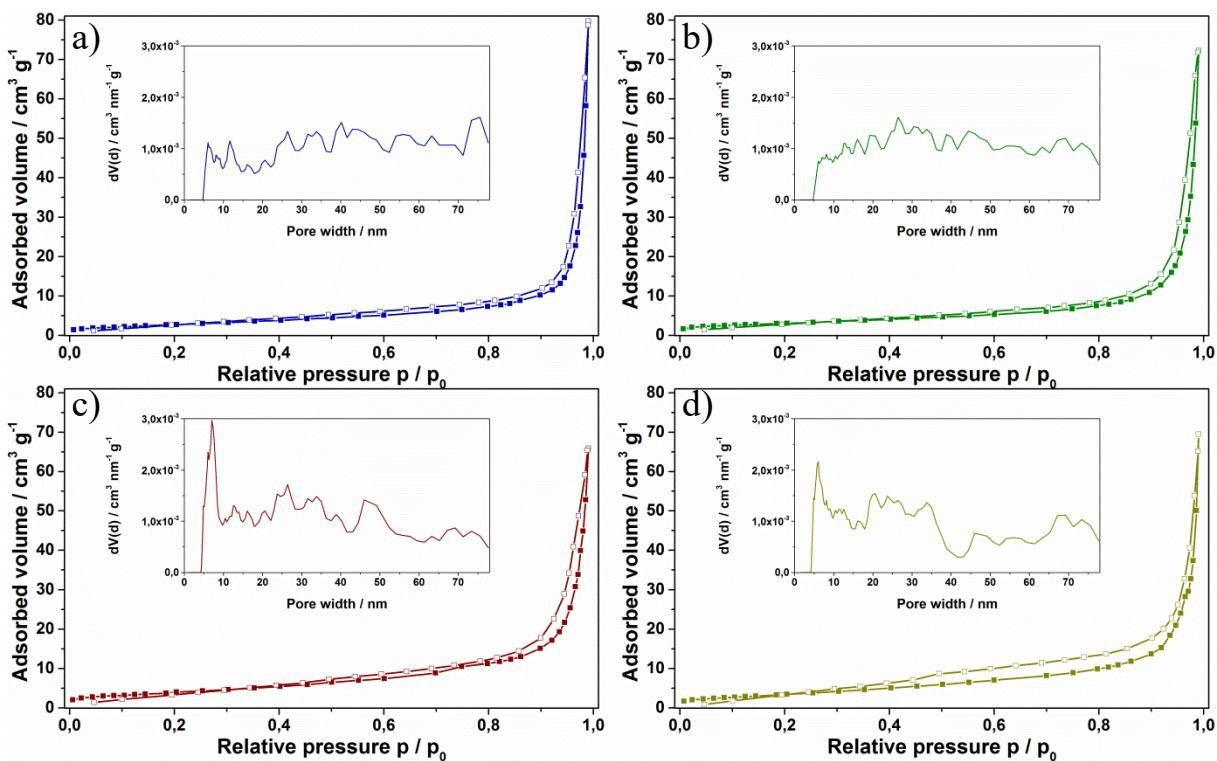 a)
Adsorbed volume / cm³ g⁻¹
80
70
60
50
40
30
20
10
0
0,0 0,2 0,4 0,6 0,8 1,0
Relative pressure p / p₀
dV(d) / cm³ nm⁻¹ g⁻¹
3,0x10⁻³
2,0x10⁻³
1,0x10⁻³
0,0
0 10 20 30 40 50 60 70
Pore width / nm
b)
Adsorbed volume / cm³ g⁻¹
80
70
60
50
40
30
20
10
0
0,0 0,2 0,4 0,6 0,8 1,0
Relative pressure p / p₀
dV(d) / cm³ nm⁻¹ g⁻¹
3,0x10⁻³
2,0x10⁻³
1,0x10⁻³
0,0
0 10 20 30 40 50 60 70
Pore width / nm
c)
Adsorbed volume / cm³ g⁻¹
80
70
60
50
40
30
20
10
0
0,0 0,2 0,4 0,6 0,8 1,0
Relative pressure p / p₀
dV(d) / cm³ nm⁻¹ g⁻¹
3,0x10⁻³
2,0x10⁻³
1,0x10⁻³
0,0
0 10 20 30 40 50 60 70
Pore width / nm
d)
Adsorbed volume / cm³ g⁻¹
80
70
60
50
40
30
20
10
0
0,0 0,2 0,4 0,6 0,8 1,0
Relative pressure p / p₀
dV(d) / cm³ nm⁻¹ g⁻¹
3,0x10⁻³
2,0x10⁻³
1,0x10⁻³
0,0
0 10 20 30 40 50 60 70
Pore width / nm